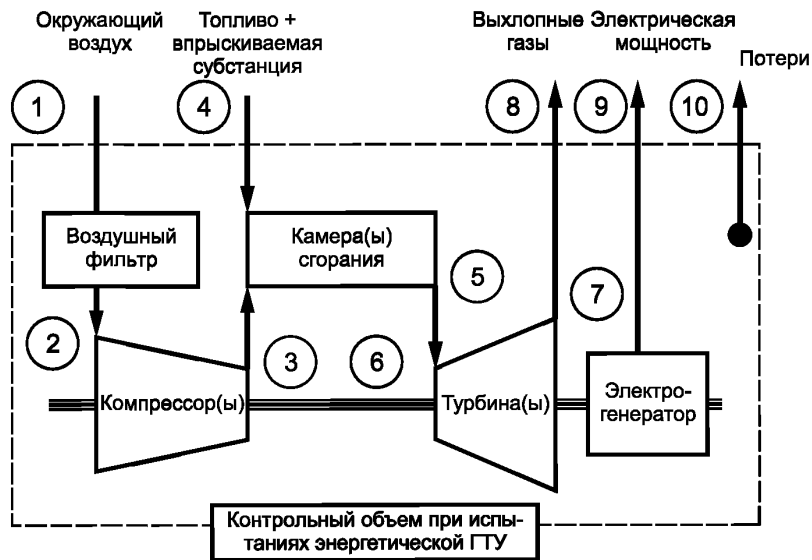 Окружающий
воздух
Топливо +
впрыскиваемая
субстанция
Выхлопные
газы
Электрическая
мощность
Потери
1
4
8
9
10
Воздушный
фильтр
Камера(ы)
сгорания
5
7
2
3
6
Компрессор(ы)
Турбина(ы)
Электро-
генератор
Контрольный объем при испы-
таниях энергетической ГТУ